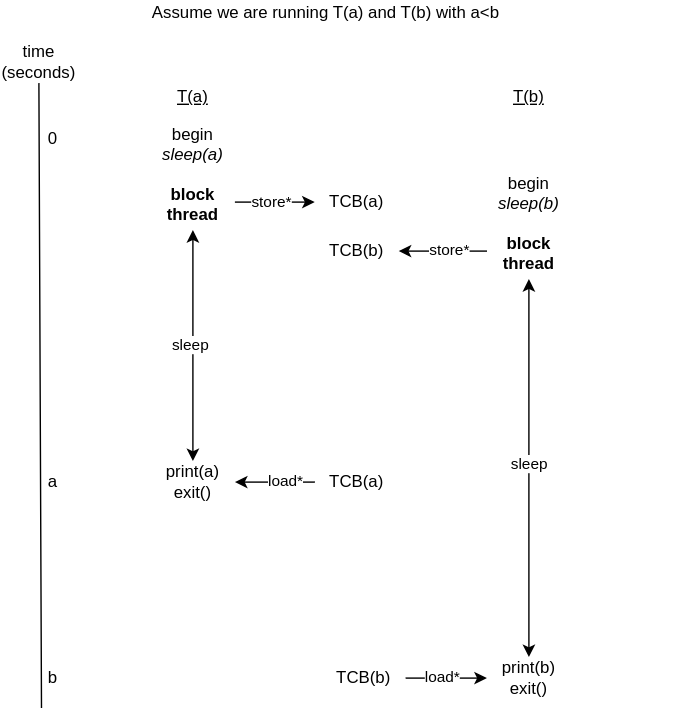 Assume we are running T(a) and T(b) with a<b
time
(seconds)
T(a)
T(b)
0
begin
sleep(a)
begin
sleep(b)
block
thread
store*
TCB(a)
TCB(b)
store*
block
thread
sleep
sleep
a
print(a)
exit()
load*
TCB(a)
b
TCB(b)
load*
print(b)
exit()